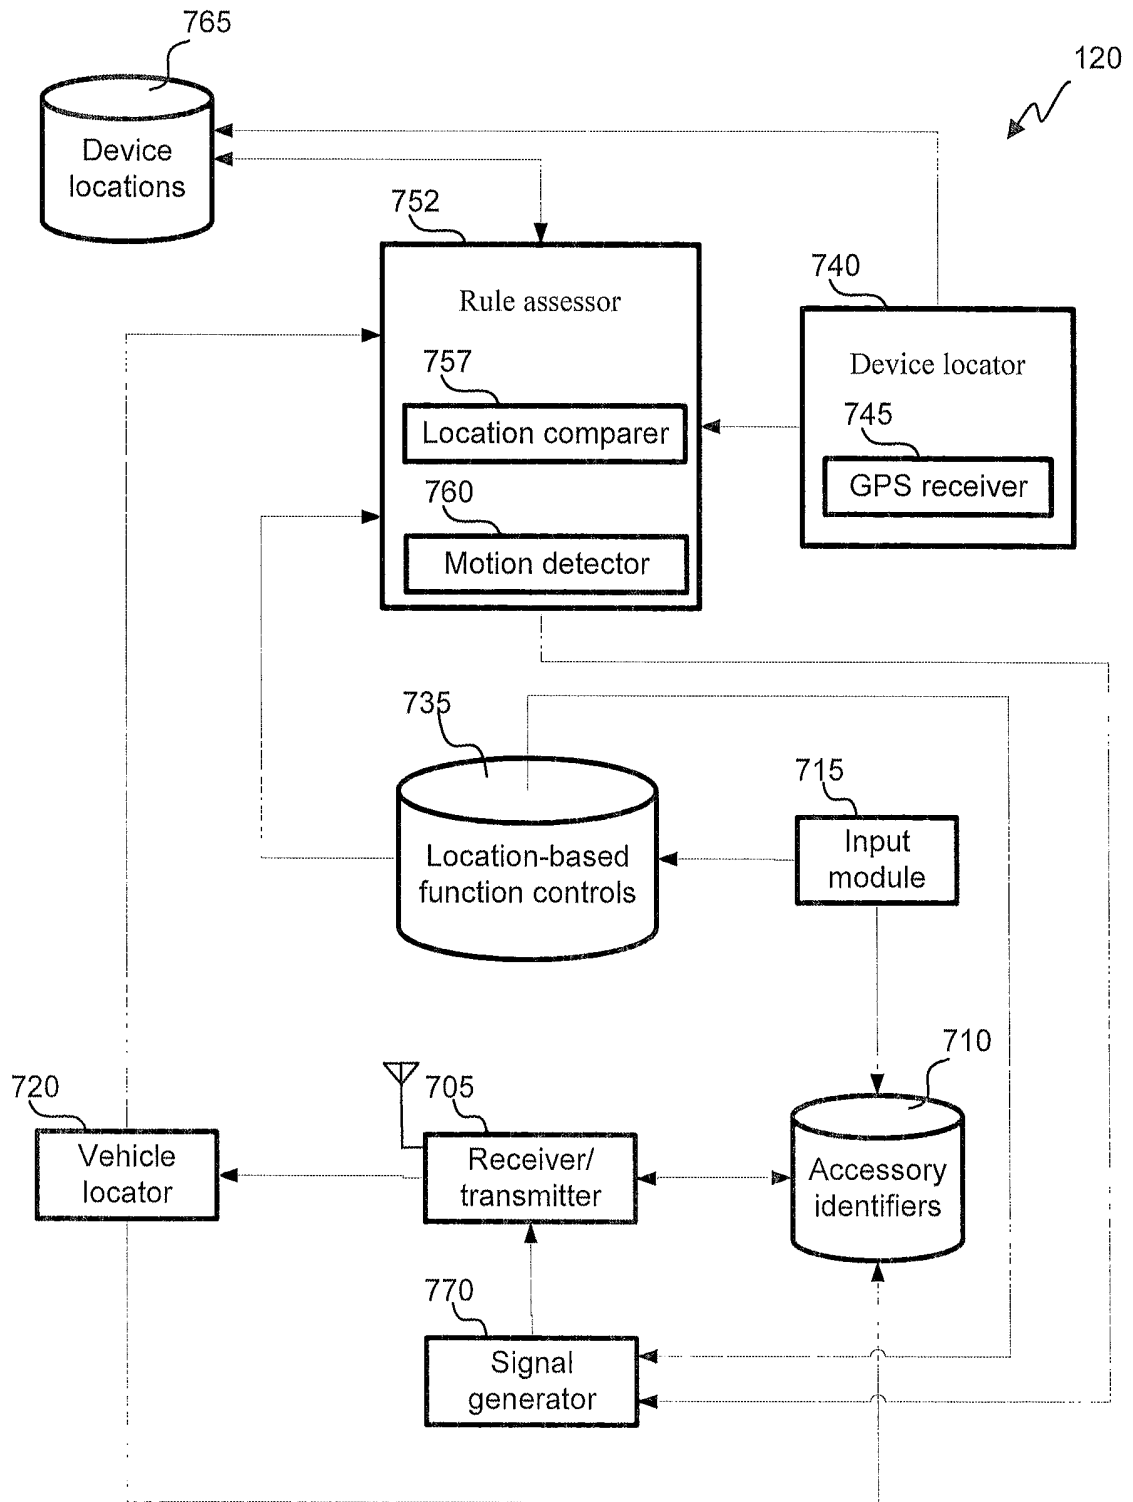 765
120
Device
locations
752
740
Rule assessor
Device locator
757
745
Location comparer
GPS receiver
760
Motion detector
735
715
Input
module
Location-based
function controls
710
720
705
Vehicle
locator
Receiver/
transmitter
Accessory
identifiers
770
Signal
generator